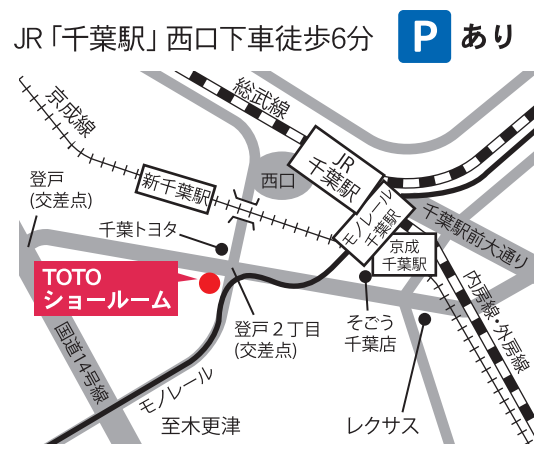 JR「千葉駅」西口下車徒歩6分
P あり
総武線
京成線
JR
千葉駅
新千葉駅
西口
登戸
(交差点)
モノレール
千葉駅
千葉駅前大通り
千葉トヨタ
京成
千葉駅
TOTO
ショールーム
登戸2丁目
(交差点)
そごう
千葉店
内房線・外房線
国道14号線
モノレール
至木更津
レクサス